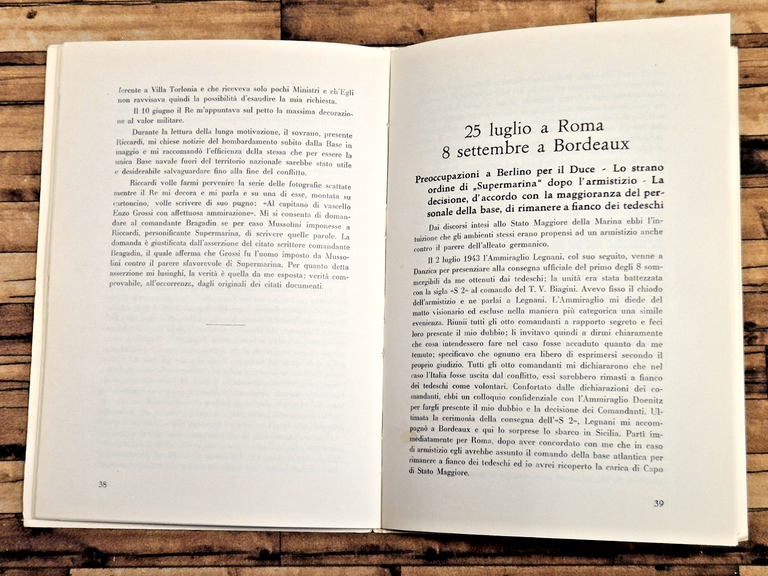 ferente a Villa Torlonia e che riceveva solo pochi Ministri e ch'Egli
non ravvisava quindi la possibilità d'esaudire la mia richiesta.
Il 10 giugno il Re m'appuntava sul petto la massima decorazio-
ne al valor militare.
Durante la lettura della lunga motivazione, il sovrano, presente
Riccardi, mi chiese notizie del bombardamento subìto dalla Base in
maggio e mi raccomandò l'efficienza della stessa che per essere la
unica Base navale fuori del territorio nazionale sarebbe stato utile
e desiderabile salvaguardare fino alla fine del conflitto.
Riccardi volle farmi pervenire la serie delle fotografie scattate
mentre il Re mi decora e mi parla e su una di esse, montata su
cartoncino, volle scrivere di suo pugno: «Al capitano di vascello
Enzo Grossi con affettuosa ammirazione». Mi si consenta di doman-
dare al comandante Bragadin se per caso Mussolini imponesse a
Riccardi, personificante Supermarina, di scrivere quelle parole. La
domanda è giustificata dall'asserzione del citato scrittore comandante
Bragadin, il quale afferma che Grossi fu l'uomo imposto da Musso-
lini contro il parere sfavorevole di Supermarina. Per quanto detta
asserzione mi lusinghi, la verità è quella da me esposta; verità com-
provabile, all'occorrenza, dagli originali dei citati documenti.
38
25 luglio a Roma
8 settembre a Bordeaux
Preoccupazioni a Berlino per il Duce - Lo strano
ordine di „Supermarina“ dopo l'armistizio - La
decisione, d'accordo con la maggioranza del per-
sonale della base, di rimanere a fianco dei tedeschi
Dai discorsi intesi allo Stato Maggiore della Marina ebbi l'in-
tuizione che gli ambienti stessi erano propensi ad un armistizio anche
contro il parere dell'alleato germanico.
Il 2 luglio 1943 l'Ammiraglio Legnani, col suo seguito, venne a
Danzica per presenziare alla consegna ufficiale del primo degli 8 som-
mergibili da me ottenuti dai tedeschi; la unità era stata battezzata
con la sigla «S 2» al comando del T. V. Biagini. Avevo fisso il chiodo
dell'armistizio e ne parlai a Legnani. L'Ammiraglio mi diede del
matto visionario ed escluse nella maniera più categorica una simile
evenienza. Riunii tutti gli otto comandanti a rapporto segreto e feci
loro presente il mio dubbio; li invitavo quindi a dirmi chiaramente
che cosa intendessero fare nel caso fosse accaduto quanto da me
temuto; specificavo che ognuno era libero di esprimersi secondo il
proprio giudizio. Tutti gli otto comandanti mi dichiararono che nel
caso l'Italia fosse uscita dal conflitto, essi sarebbero rimasti a fianco
dei tedeschi come volontari. Confortato dalle dichiarazioni dei co-
mandanti, ebbi un colloquio confidenziale con l'Ammiraglio Doenitz
per fargli presente il mio dubbio e la decisione dei Comandanti. Ul-
timata la cerimonia della consegna dell'«S 2», Legnani mi accom-
pagnò a Bordeaux e qui lo sorprese lo sbarco in Sicilia. Partì im-
mediatamente per Roma, dopo aver concordato con me che in caso
di armistizio egli avrebbe assunto il comando della base atlantica per
rimanere a fianco dei tedeschi ed io avrei ricoperto la carica di Capo
di Stato Maggiore.
39